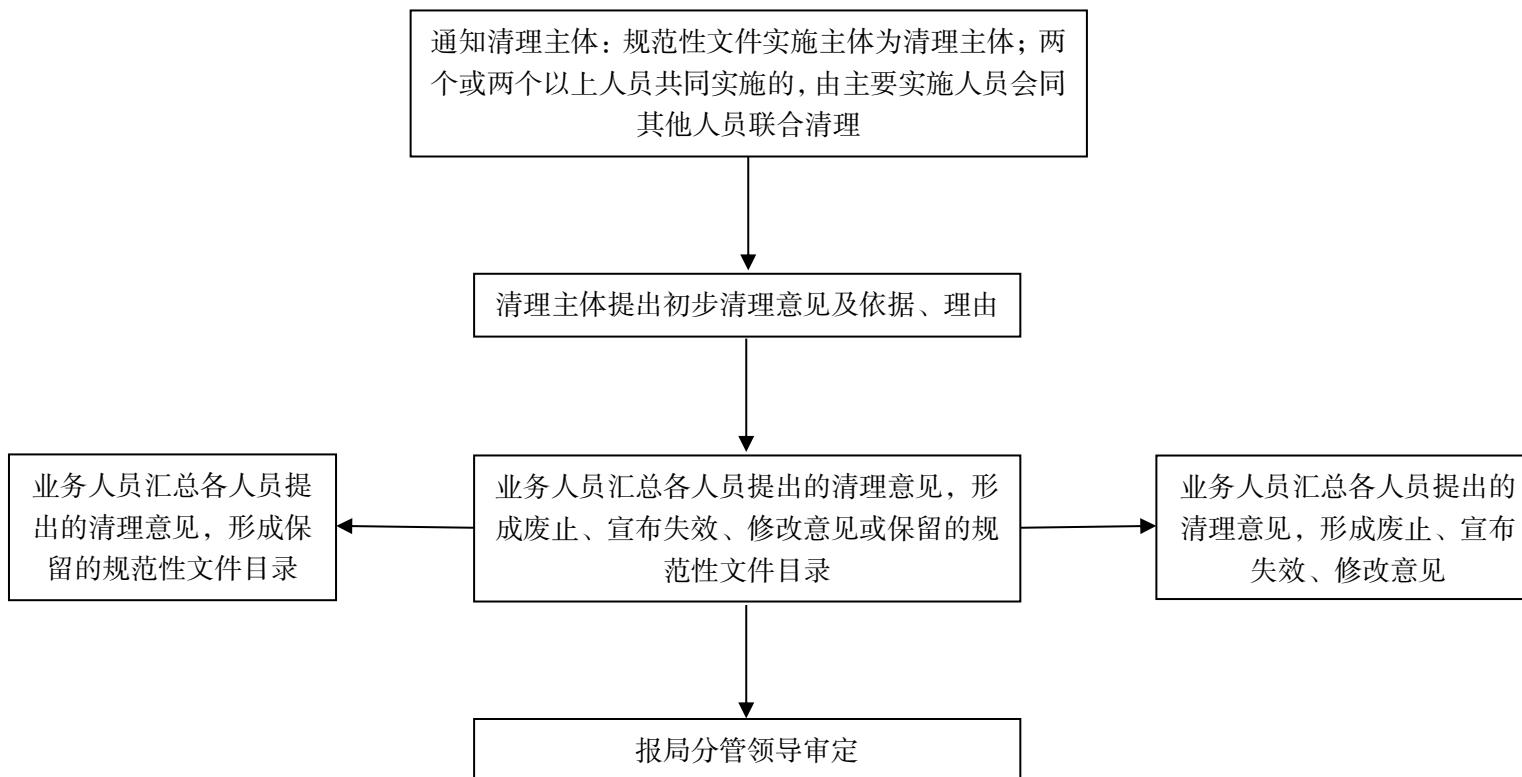 通知清理主体：规范性文件实施主体为清理主体；两
个或两个以上人员共同实施的，由主要实施人员会同
其他人员联合清理
清理主体提出初步清理意见及依据、理由
业务人员汇总各人员提
出的清理意见，形成保
留的规范性文件目录
业务人员汇总各人员提出的清理意见，形
成废止、宣布失效、修改意见或保留的规
范性文件目录
业务人员汇总各人员提出的
清理意见，形成废止、宣布
失效、修改意见
报局分管领导审定